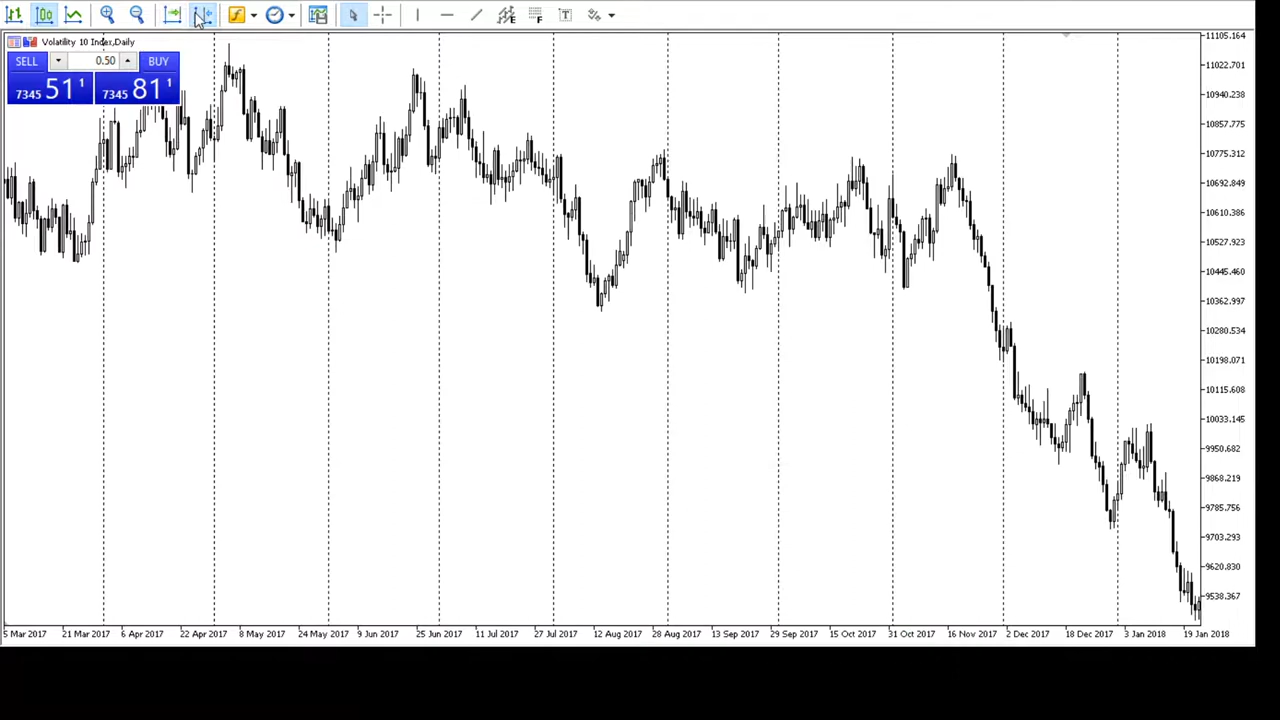 E
F
T
Volatility 10 Index,Daily
SELL 0.50 BUY
7345 51 1 7345 81 1
11105.164
11022.701
10940.238
10857.775
10775.312
10692.849
10610.386
10527.923
10445.460
10362.997
10280.534
10198.071
10115.608
10033.145
9950.682
9868.219
9785.756
9703.293
9620.830
9538.367
5 Mar 2017 21 Mar 2017 6 Apr 2017 22 Apr 2017 8 May 2017 24 May 2017 9 Jun 2017 25 Jun 2017 11 Jul 2017 27 Jul 2017 12 Aug 2017 28 Aug 2017 13 Sep 2017 29 Sep 2017 15 Oct 2017 31 Oct 2017 16 Nov 2017 2 Dec 2017 18 Dec 2017 3 Jan 2018 19 Jan 2018